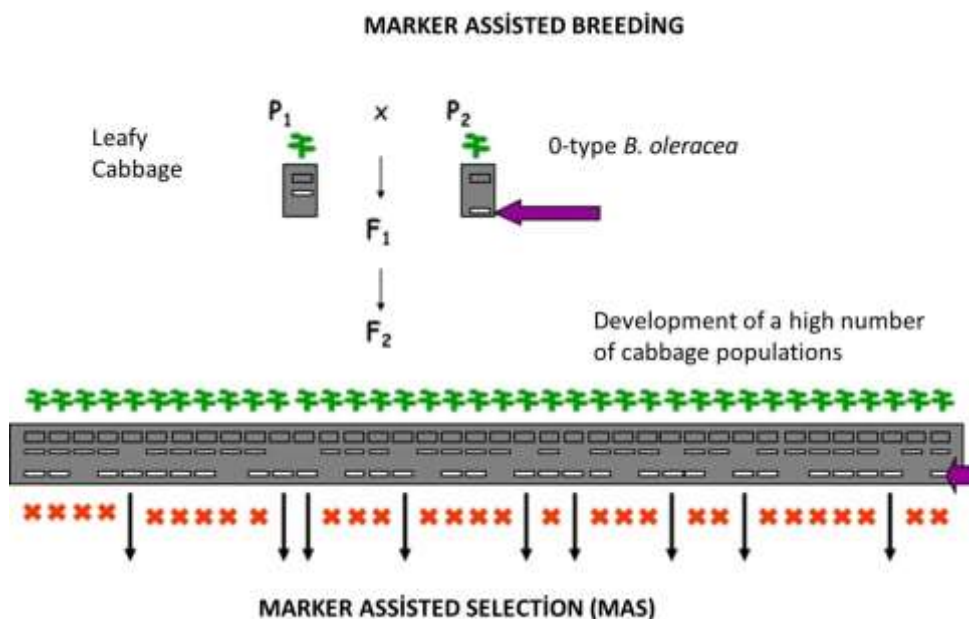 MARKER ASSİSTED BREEDİNG
P1 x P2
Leafy
Cabbage
0-type B. oleracea
F1
F2
Development of a high number
of cabbage populations
MARKER ASSİSTED SELECTİON (MAS)